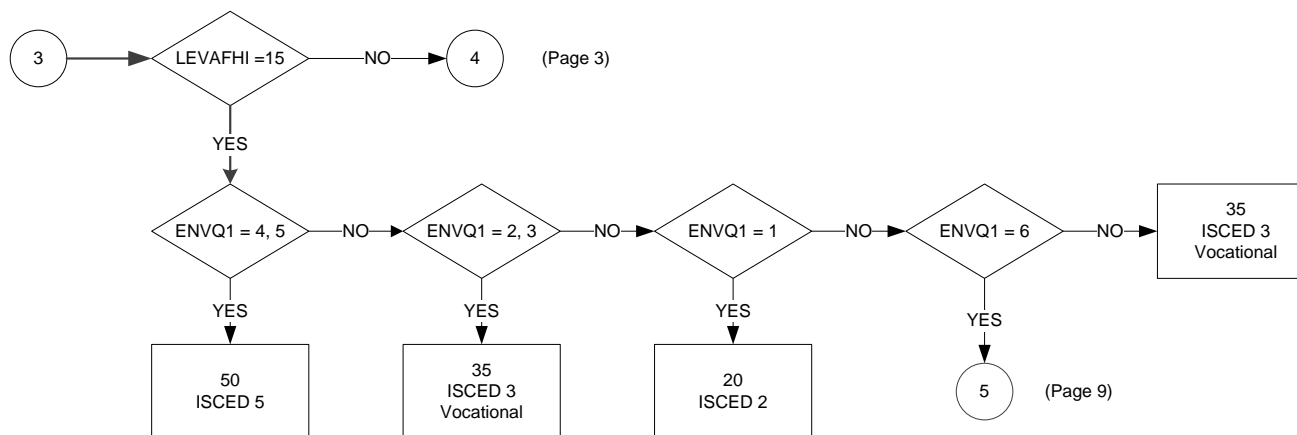 3
LEVAFHI =15
NO
4
(Page 3)
YES
ENVQ1 = 4, 5
NO
ENVQ1 = 2, 3
NO
ENVQ1 = 1
NO
ENVQ1 = 6
NO
35
ISCED 3
Vocational
YES
YES
YES
YES
50
ISCED 5
35
ISCED 3
Vocational
20
ISCED 2
5
(Page 9)